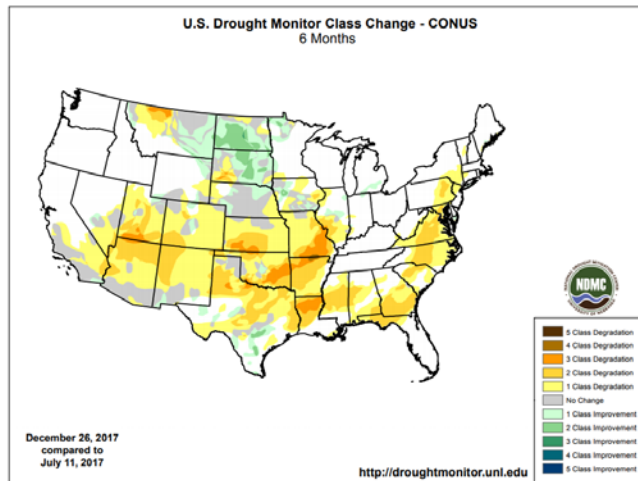 U.S. Drought Monitor Class Change - CONUS
6 Months
NDMC
5 Class Degradation
4 Class Degradation
3 Class Degradation
2 Class Degradation
1 Class Degradation
No Change
1 Class Improvement
2 Class Improvement
3 Class Improvement
4 Class Improvement
5 Class Improvement
December 26, 2017
compared to
July 11, 2017
http://droughtmonitor.unl.edu